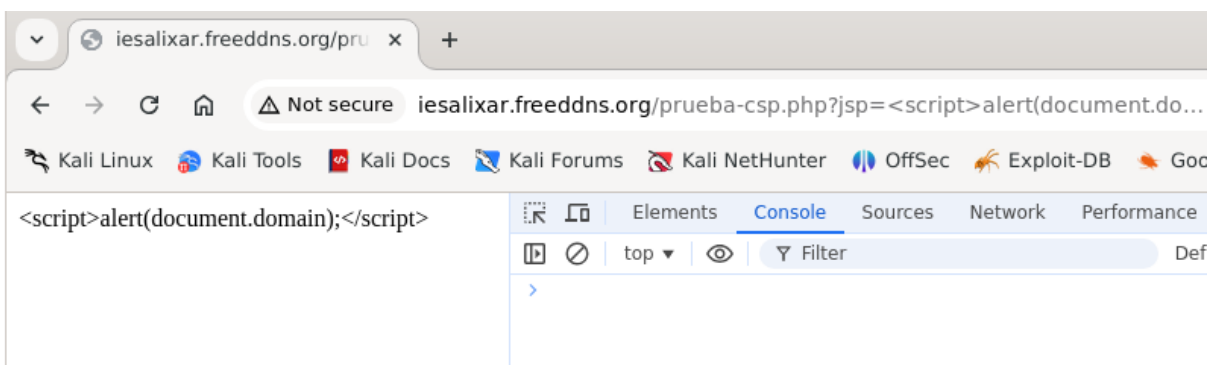 iesalixar.freeddns.org/pru
Not secure iesalixar.freeddns.org/prueba-csp.php?jsp=<script>alert(document.do...
Kali Linux Kali Tools Kali Docs Kali Forums Kali NetHunter OffSec Exploit-DB Goo
<script>alert(document.domain);</script>
Elements Console Sources Network Performance
top Filter Def